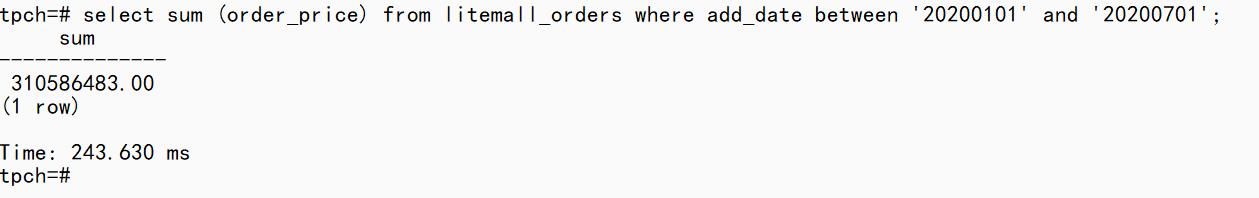 tpch=# select sum (order_price) from litemall_orders where add_date between '20200101' and '20200701';
sum
--------------
310586483.00
(1 row)
Time: 243.630 ms
tpch=#